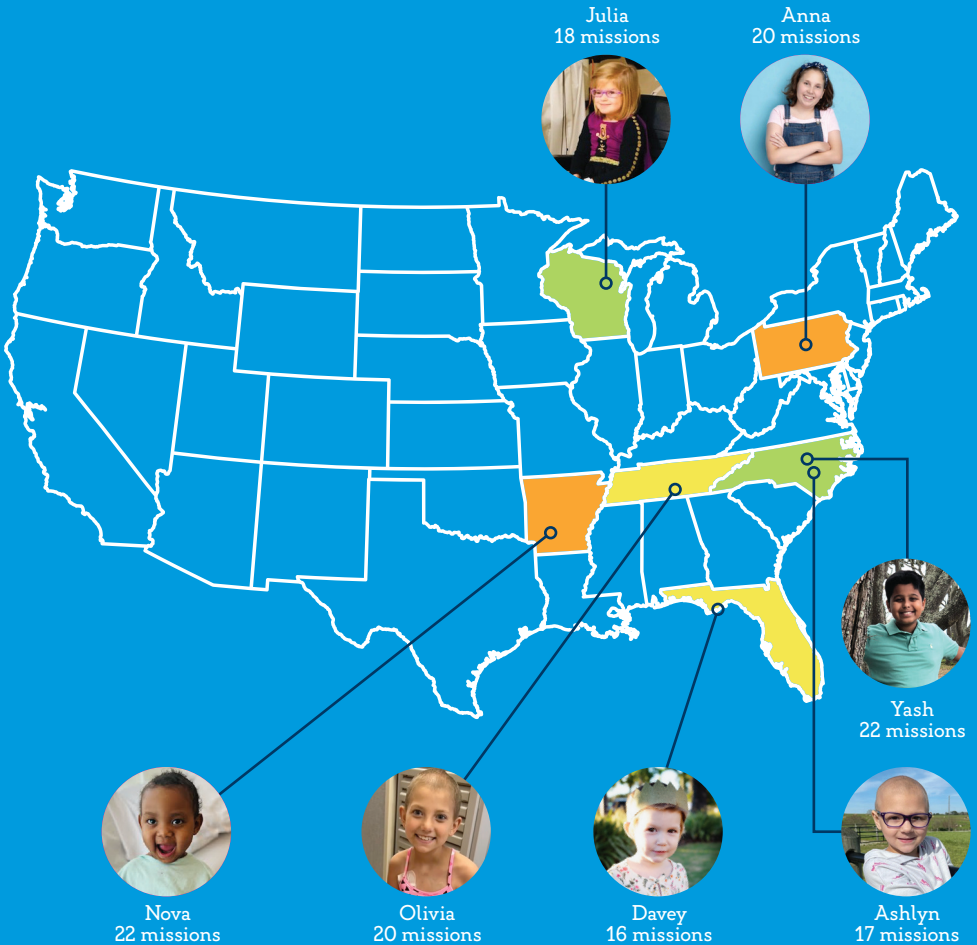 Julia
18 missions
Anna
20 missions
Yash
22 missions
Nova
22 missions
Olivia
20 missions
Davey
16 missions
Ashlyn
17 missions